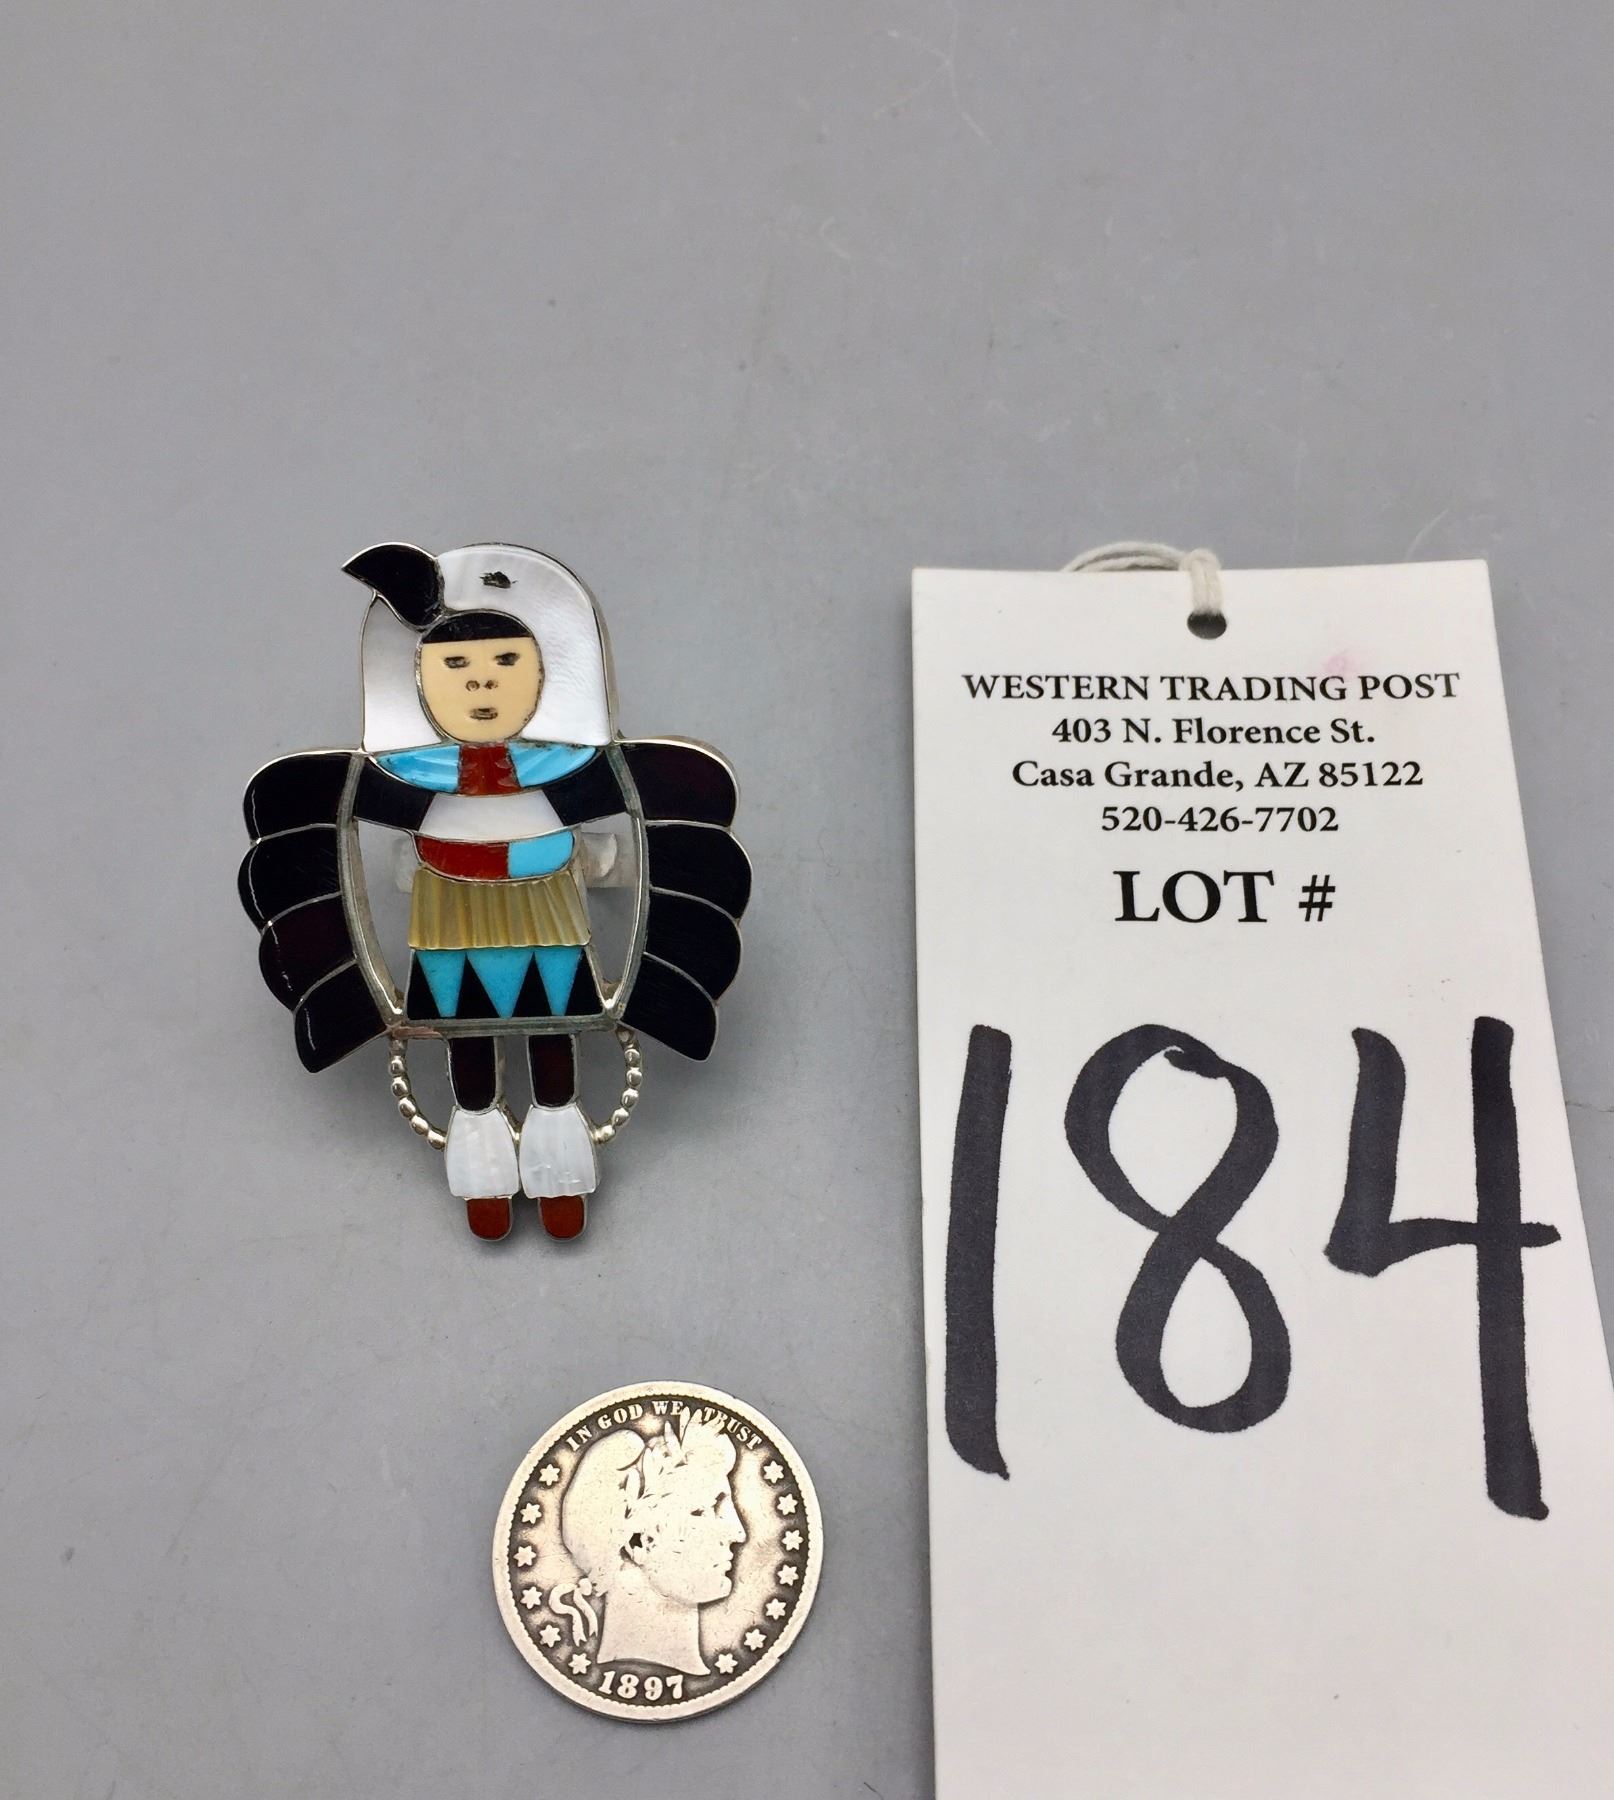 WESTERN TRADING POST
403 N. Florence St.
Casa Grande, AZ 85122
520-426-7702
LOT #
184
IN GOD WE TRUST
1897